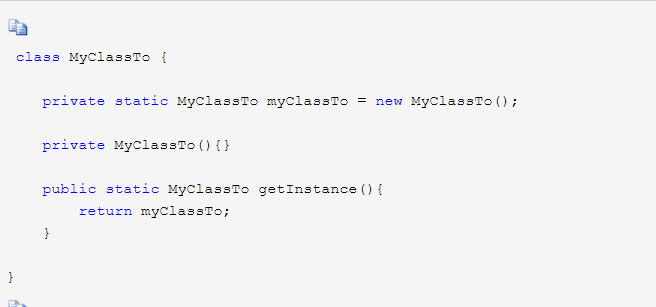 class MyClassTo {
private static MyClassTo myClassTo = new MyClassTo();
private MyClassTo(){}
public static MyClassTo getInstance(){
return myClassTo;
}
}